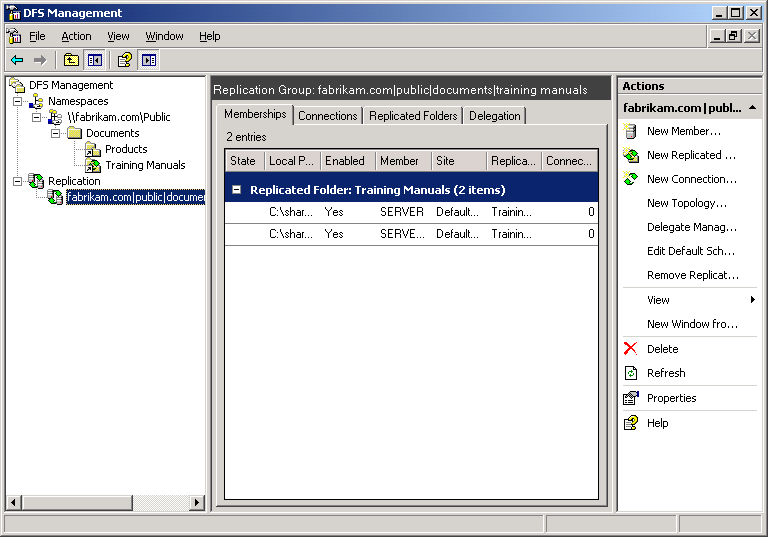 DFS Management
File Action View Window Help
DFS Management
Namespaces
\\fabrikam.com\Public
Documents
Products
Training Manuals
Replication
fabrikam.com|public|documer
Replication Group: fabrikam.com|public|documents|training manuals
Memberships Connections Replicated Folders Delegation
2 entries
State Local P... Enabled Member Site Replica... Connec...
Replicated Folder: Training Manuals (2 items)
C:\shar... Yes SERVER Default... Trainin... 0
C:\shar... Yes SERVE... Default... Trainin... 0
Actions
fabrikam.com|publ...
New Member...
New Replicated ...
New Connection...
New Topology...
Delegate Manag...
Edit Default Sch...
Remove Replicat...
View
New Window fro...
Delete
Refresh
Properties
Help